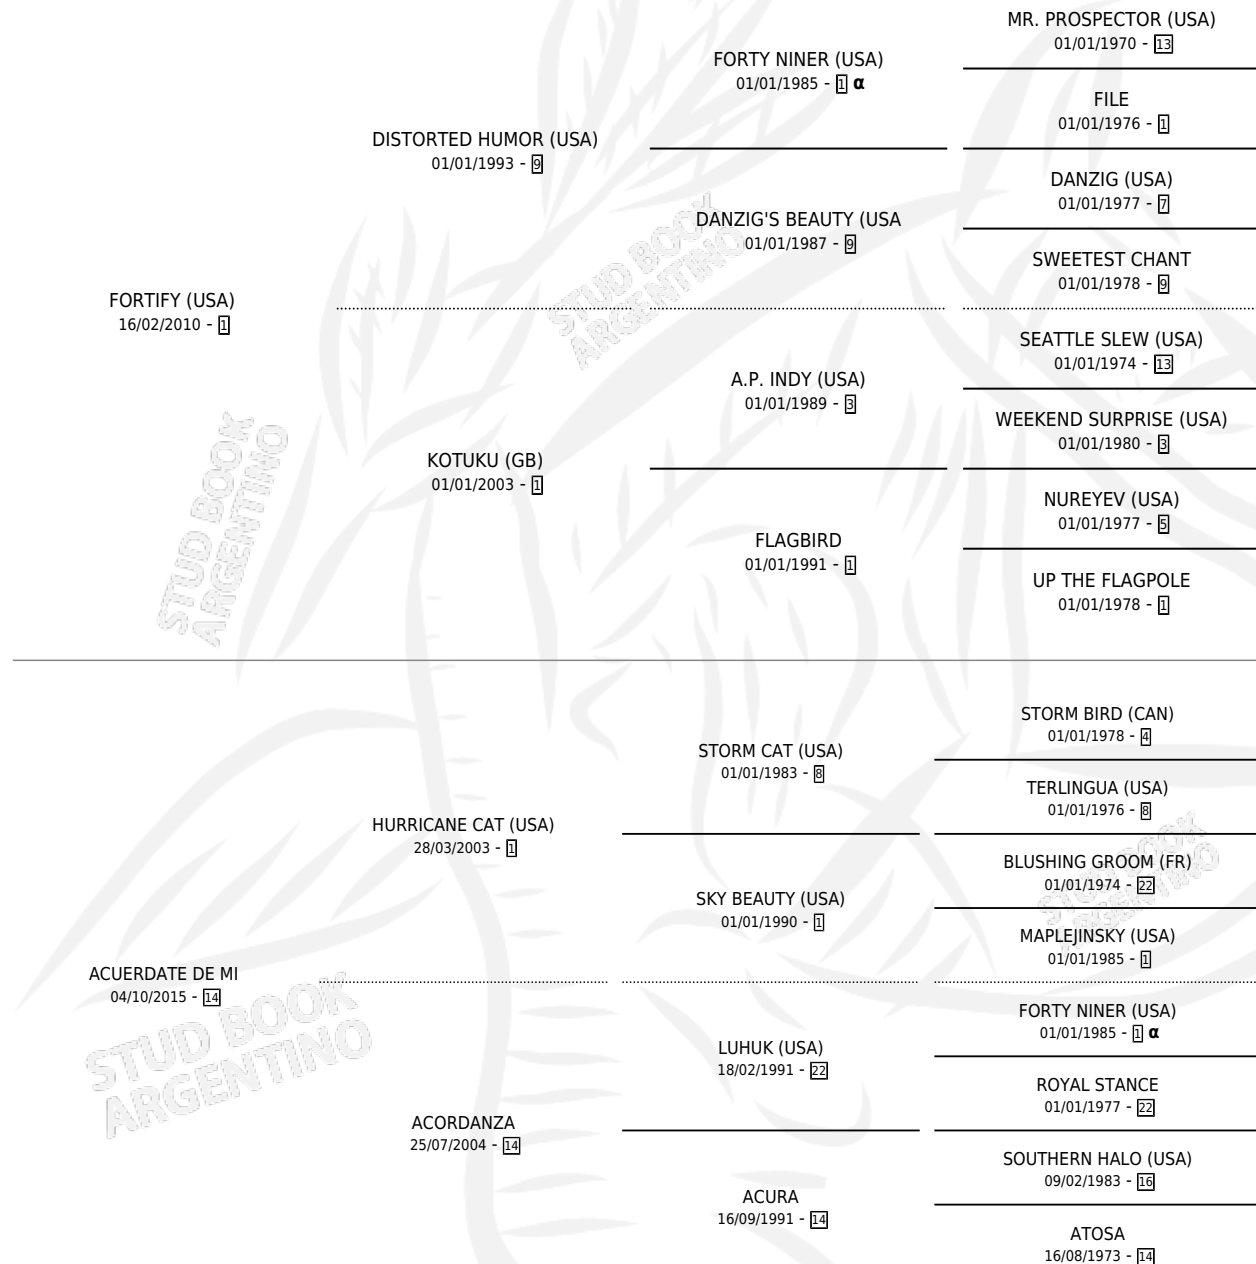 MR. PROSPECTOR (USA)
01/01/1970 - 13
FORTY NINER (USA)
01/01/1985 - 1 α
FILE
01/01/1976 - 1
DISTORTED HUMOR (USA)
01/01/1993 - 9
DANZIG (USA)
01/01/1977 - 7
DANZIG'S BEAUTY (USA
01/01/1987 - 9
SWEETEST CHANT
01/01/1978 - 9
FORTIFY (USA)
16/02/2010 - 1
SEATTLE SLEW (USA)
01/01/1974 - 13
A.P. INDY (USA)
01/01/1989 - 3
WEEKEND SURPRISE (USA)
01/01/1980 - 3
KOTUKU (GB)
01/01/2003 - 1
NUREYEV (USA)
01/01/1977 - 5
FLAGBIRD
01/01/1991 - 1
UP THE FLAGPOLE
01/01/1978 - 1
STORM BIRD (CAN)
01/01/1978 - 4
STORM CAT (USA)
01/01/1983 - 8
TERLINGUA (USA)
01/01/1976 - 8
HURRICANE CAT (USA)
28/03/2003 - 1
BLUSHING GROOM (FR)
01/01/1974 - 22
SKY BEAUTY (USA)
01/01/1990 - 1
MAPLEJINSKY (USA)
01/01/1985 - 1
ACUERDATE DE MI
04/10/2015 - 14
FORTY NINER (USA)
01/01/1985 - 1 α
LUHUK (USA)
18/02/1991 - 22
ROYAL STANCE
01/01/1977 - 22
ACORDANZA
25/07/2004 - 14
SOUTHERN HALO (USA)
09/02/1983 - 16
ACURA
16/09/1991 - 14
ATOSA
16/08/1973 - 14
STUD BOOK
ARGENTINO
STUD BOOK
ARGENTINO
STUD BOOK
ARGENTINO
STUD BOOK
ARGENTINO